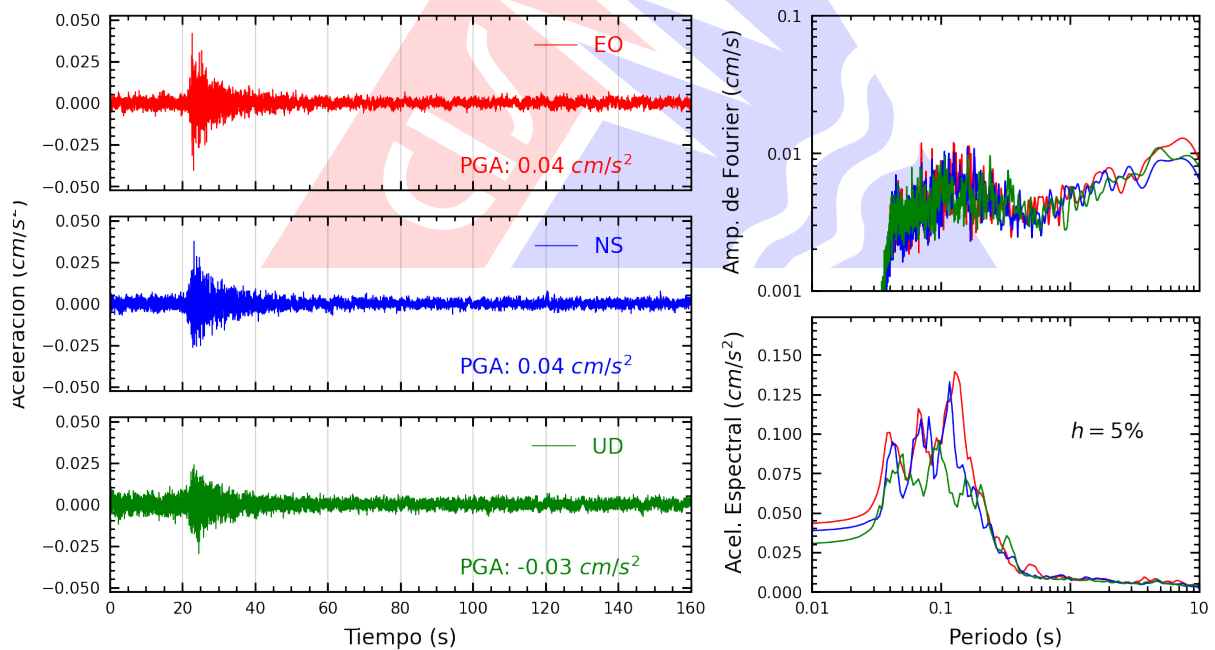 0.050
0.025
0.000
−0.025
−0.050
EO
PGA: 0.04 cm/s²
0.050
0.025
0.000
−0.025
−0.050
NS
PGA: 0.04 cm/s²
0.050
0.025
0.000
−0.025
−0.050
UD
PGA: -0.03 cm/s²
0 20 40 60 80 100 120 140 160
Tiempo (s)
Aceleracion (cm/s²)
0.1
0.01
0.001
Amp. de Fourier (cm/s)
CIS
0.150
0.125
0.100
0.075
0.050
0.025
0.000
Acel. Espectral (cm/s²)
h = 5%
0.01 0.1 1 10
Periodo (s)